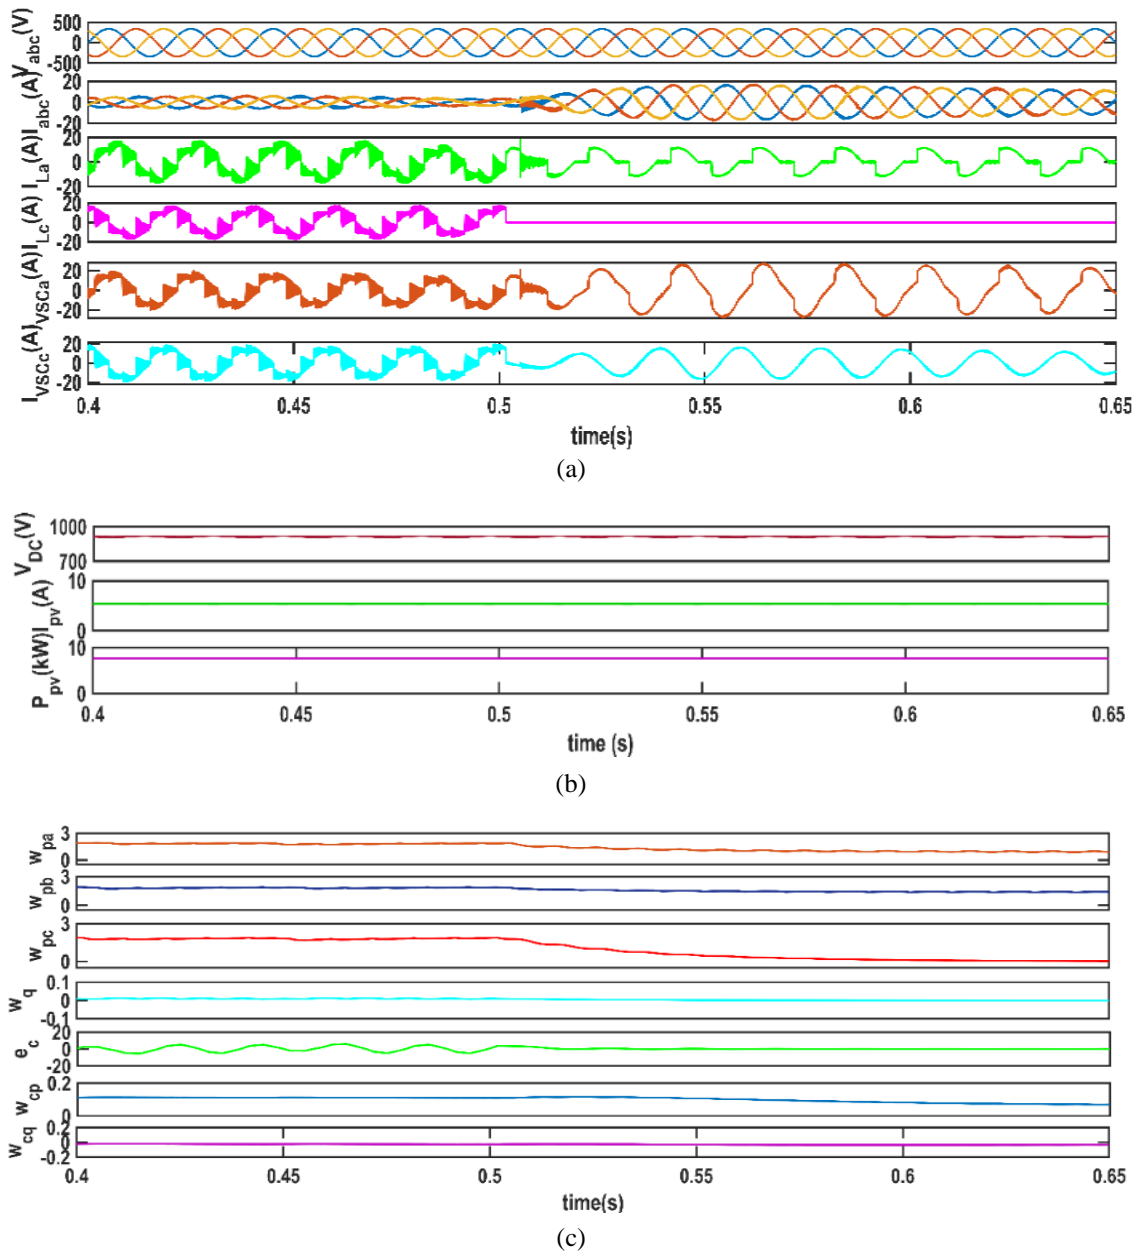 V_abc(V)
500
0
-500
I_abc(A)
20
0
-20
I_La(A)
20
0
-20
I_Lc(A)
20
0
-20
I_VSCa(A)
20
0
-20
I_VSCc(A)
20
0
-20
0.4 0.45 0.5 0.55 0.6 0.65
time(s)
(a)
V_DC(V)
1000
700
I_pv(A)
10
0
P_pv(kW)
10
0
0.4 0.45 0.5 0.55 0.6 0.65
time (s)
(b)
w_pa
3
0
w_pb
3
0
w_pc
3
0
w_q
0.1
0
-0.1
e_c
20
0
-20
w_cp
0.2
0
w_cq
0.2
0
-0.2
0.4 0.45 0.5 0.55 0.6 0.65
time(s)
(c)